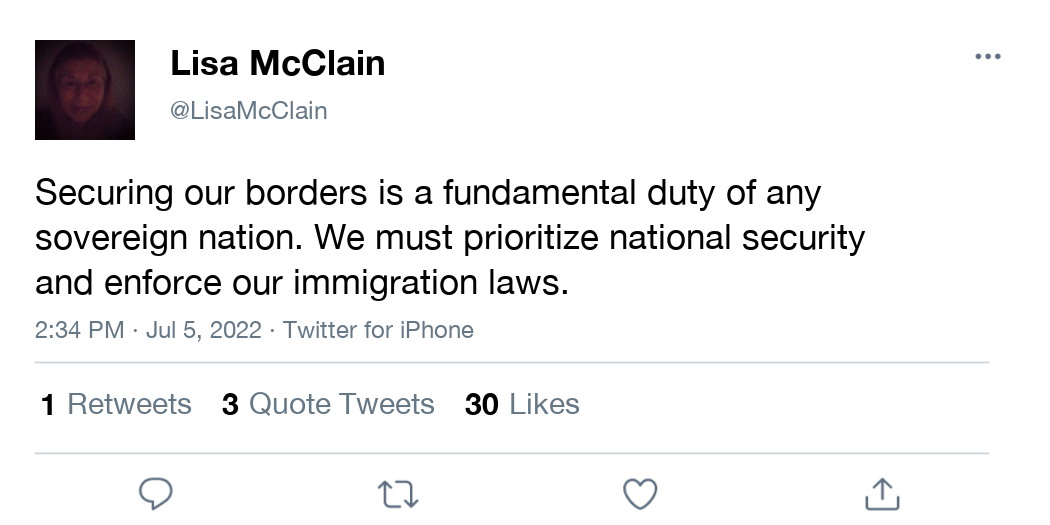 Lisa McClain
@LisaMcClain
Securing our borders is a fundamental duty of any
sovereign nation. We must prioritize national security
and enforce our immigration laws.
2:34 PM · Jul 5, 2022 · Twitter for iPhone
1 Retweets 3 Quote Tweets 30 Likes